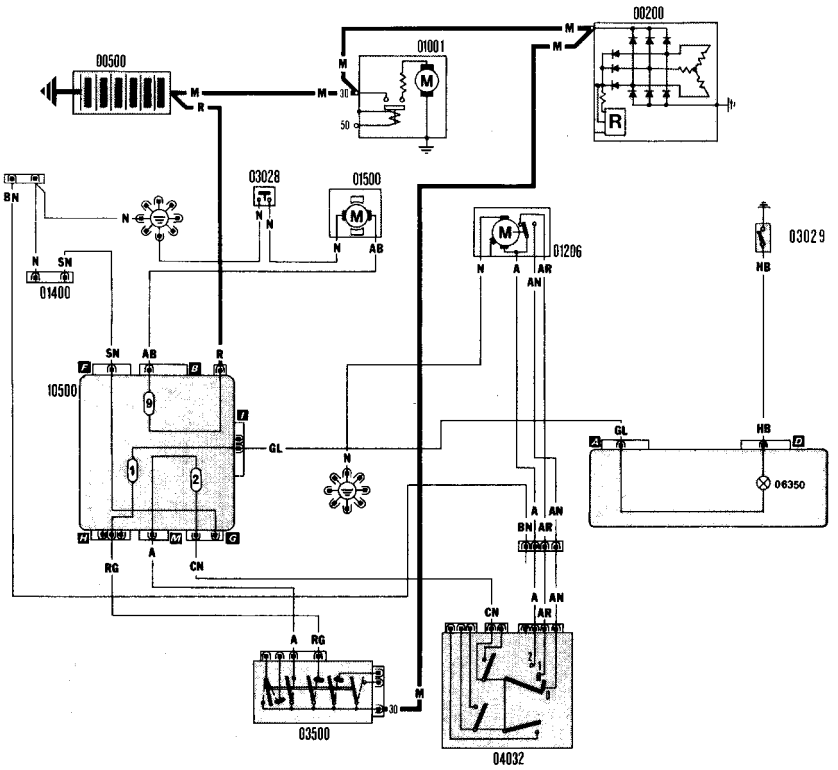 00200
M
01001
M
00500
M
M
M
M
M
30
R
R
50
03028
01500
BN
N
N
N
M
03029
M
01206
N
AB
N
SN
N
A
AR
HB
AN
01400
F
SN
AB
B
R
10500
9
I
A
GL
HB
D
GL
N
1
2
06350
A
AN
BN
AR
H
M
G
A
RG
CN
A
AN
CN
AR
A
RG
2
1
0
M
30
03500
04032